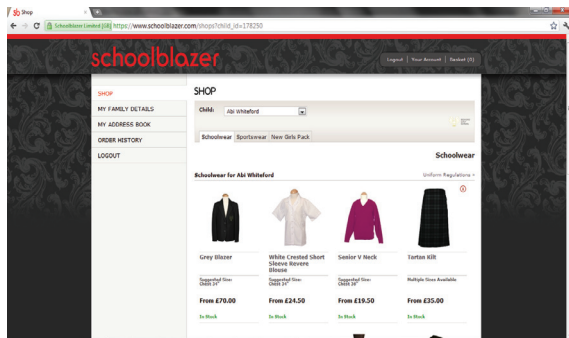 Shop
Schoolblazer Limited [GB] https://www.schoolblazer.com/shops?child_id=178250
schoolblazer
Logout | Your Account | Basket (0)
SHOP
MY FAMILY DETAILS
MY ADDRESS BOOK
ORDER HISTORY
LOGOUT
SHOP
Child: Abi Whiteford
Schoolwear Sportswear New Girls Pack
Schoolwear
Schoolwear for Abi Whiteford Uniform Regulations »
Grey Blazer
Suggested Size:
Chest 34"
From £70.00
In Stock
White Crested Short
Sleeve Revere
Blouse
Suggested Size:
Chest 34"
From £24.50
In Stock
Senior V Neck
Suggested Size:
Chest 38"
From £19.50
In Stock
Tartan Kilt
Multiple Sizes Available
From £35.00
In Stock